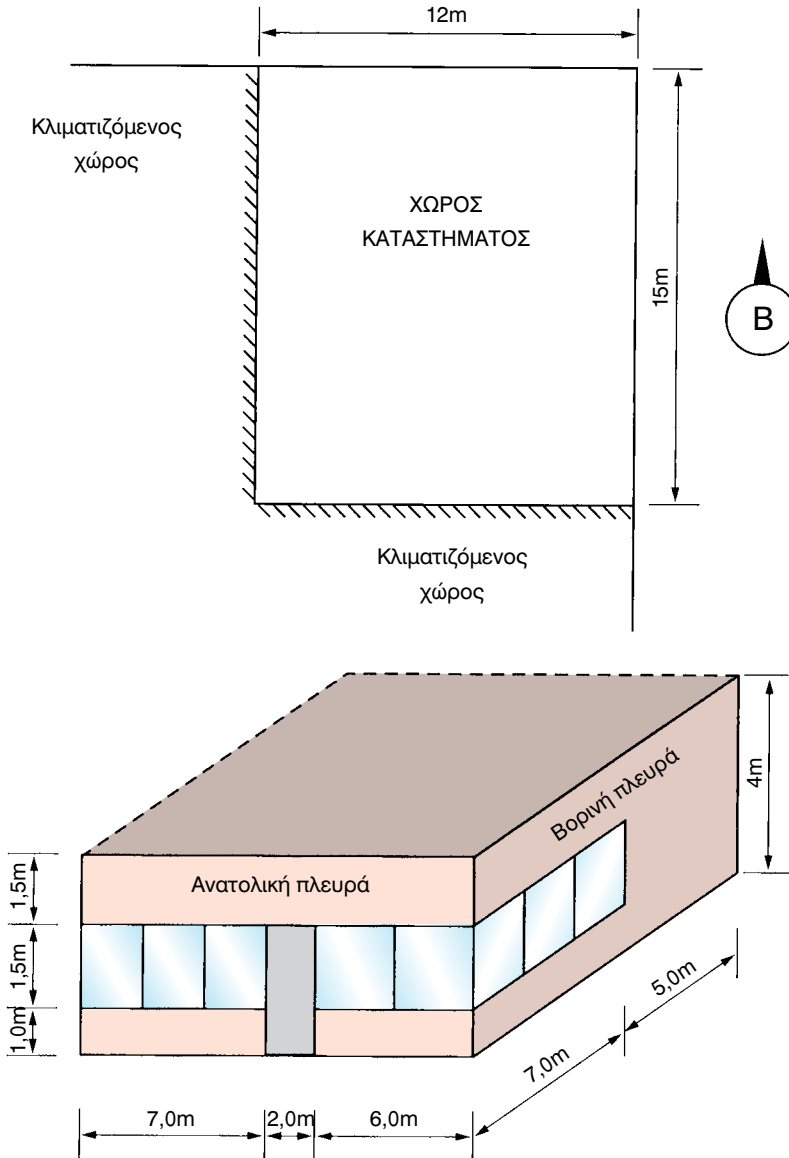 12m
Κλιματιζόμενος
χώρος
ΧΩΡΟΣ
ΚΑΤΑΣΤΗΜΑΤΟΣ
15m
Β
Κλιματιζόμενος
χώρος
4m
Βορινή πλευρά
Ανατολική πλευρά
1,5m
1,5m
1,0m
5,0m
7,0m
7,0m
2,0m
6,0m